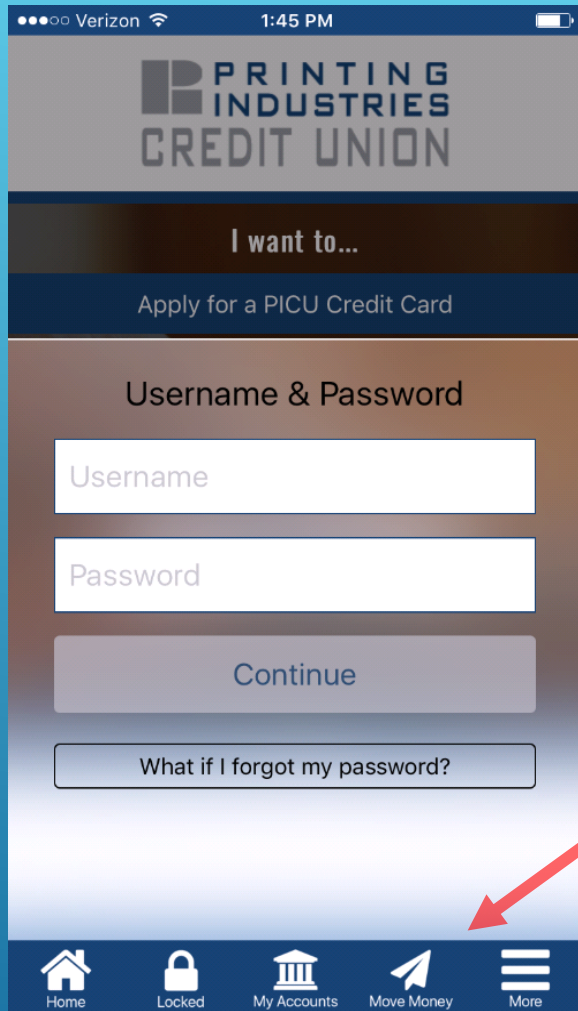 Verizon 1:45 PM
PRINTING
INDUSTRIES
CREDIT UNION
I want to...
Apply for a PICU Credit Card
Username & Password
Username
Password
Continue
What if I forgot my password?
Home Locked My Accounts Move Money More